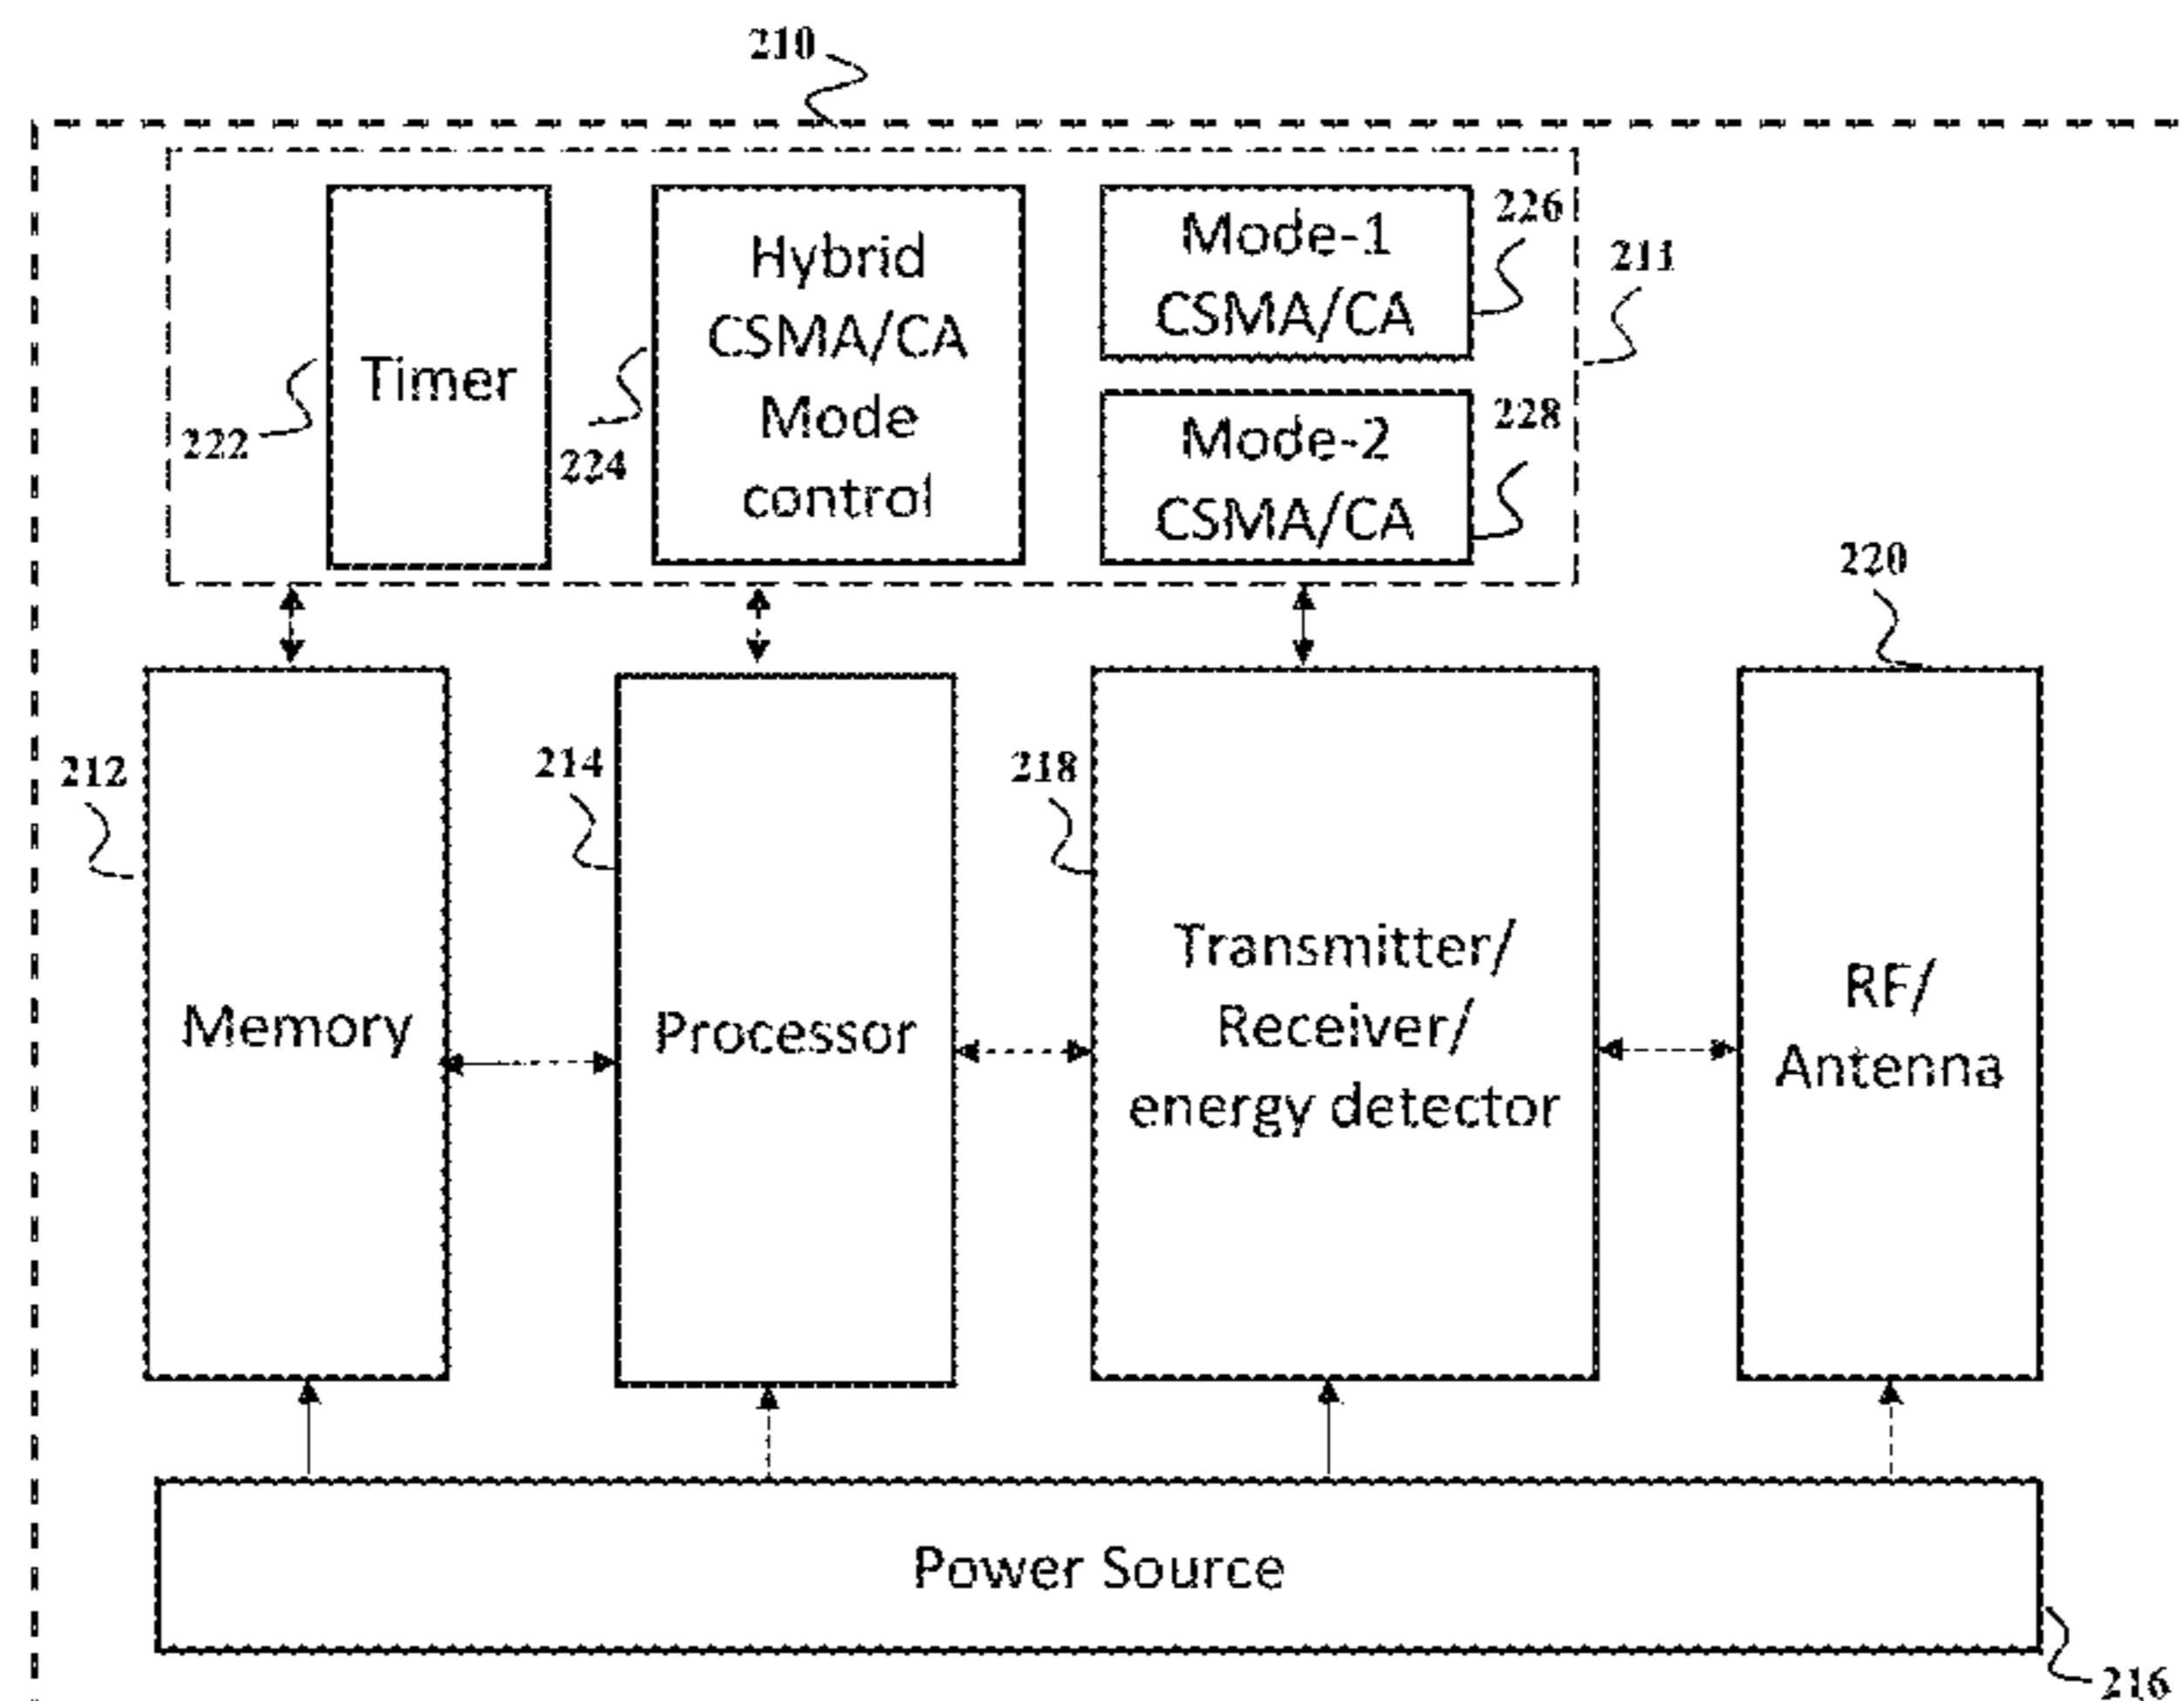 210
Timer
Hybrid
CSMA/CA
Mode
control
Mode-1
CSMA/CA
Mode-2
CSMA/CA
226
228
211
222
224
220
212
214
218
Memory
Processor
Transmitter/
Receiver/
energy detector
RF/
Antenna
Power Source
216